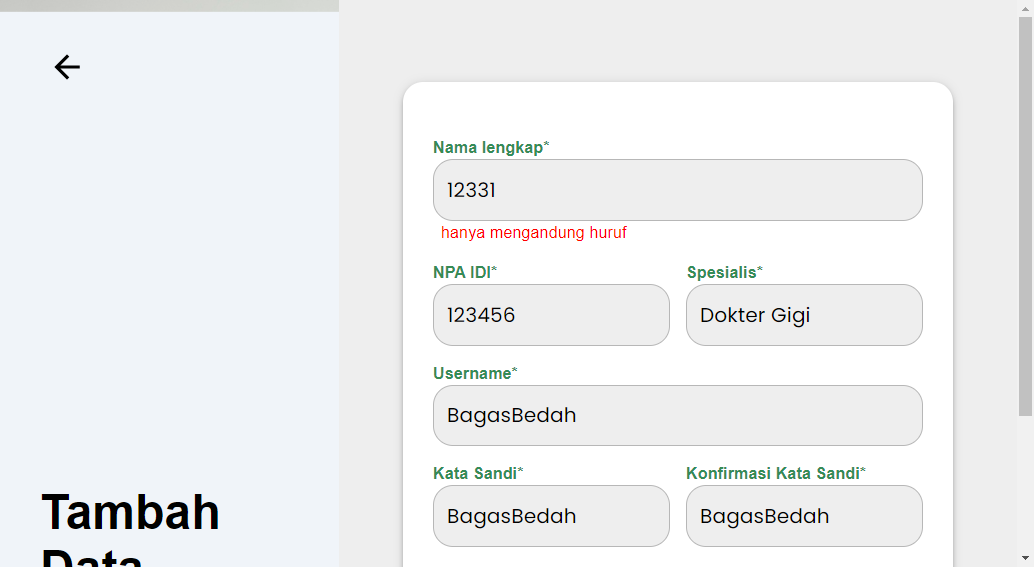 Nama lengkap*
12331
hanya mengandung huruf
NPA IDI* Spesialis*
123456 Dokter Gigi
Username*
BagasBedah
Kata Sandi* Konfirmasi Kata Sandi*
BagasBedah BagasBedah
Tambah
Data